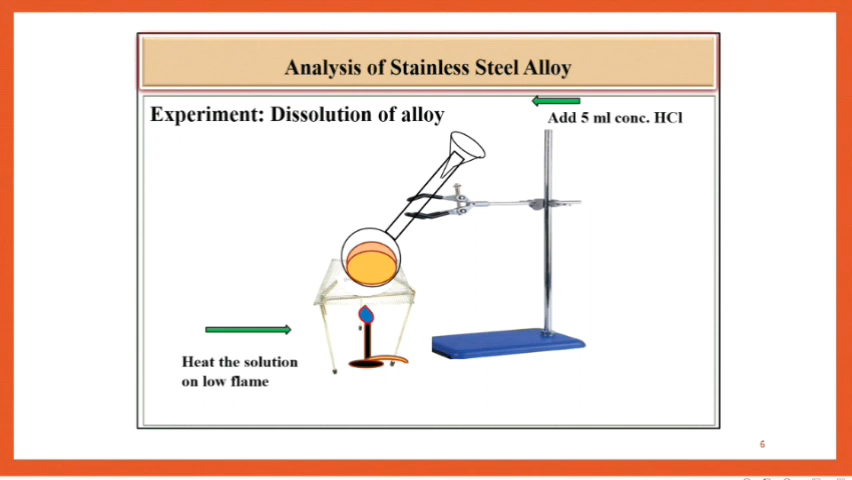 Analysis of Stainless Steel Alloy
Experiment: Dissolution of alloy
Add 5 ml conc. HCl
Heat the solution
on low flame
6